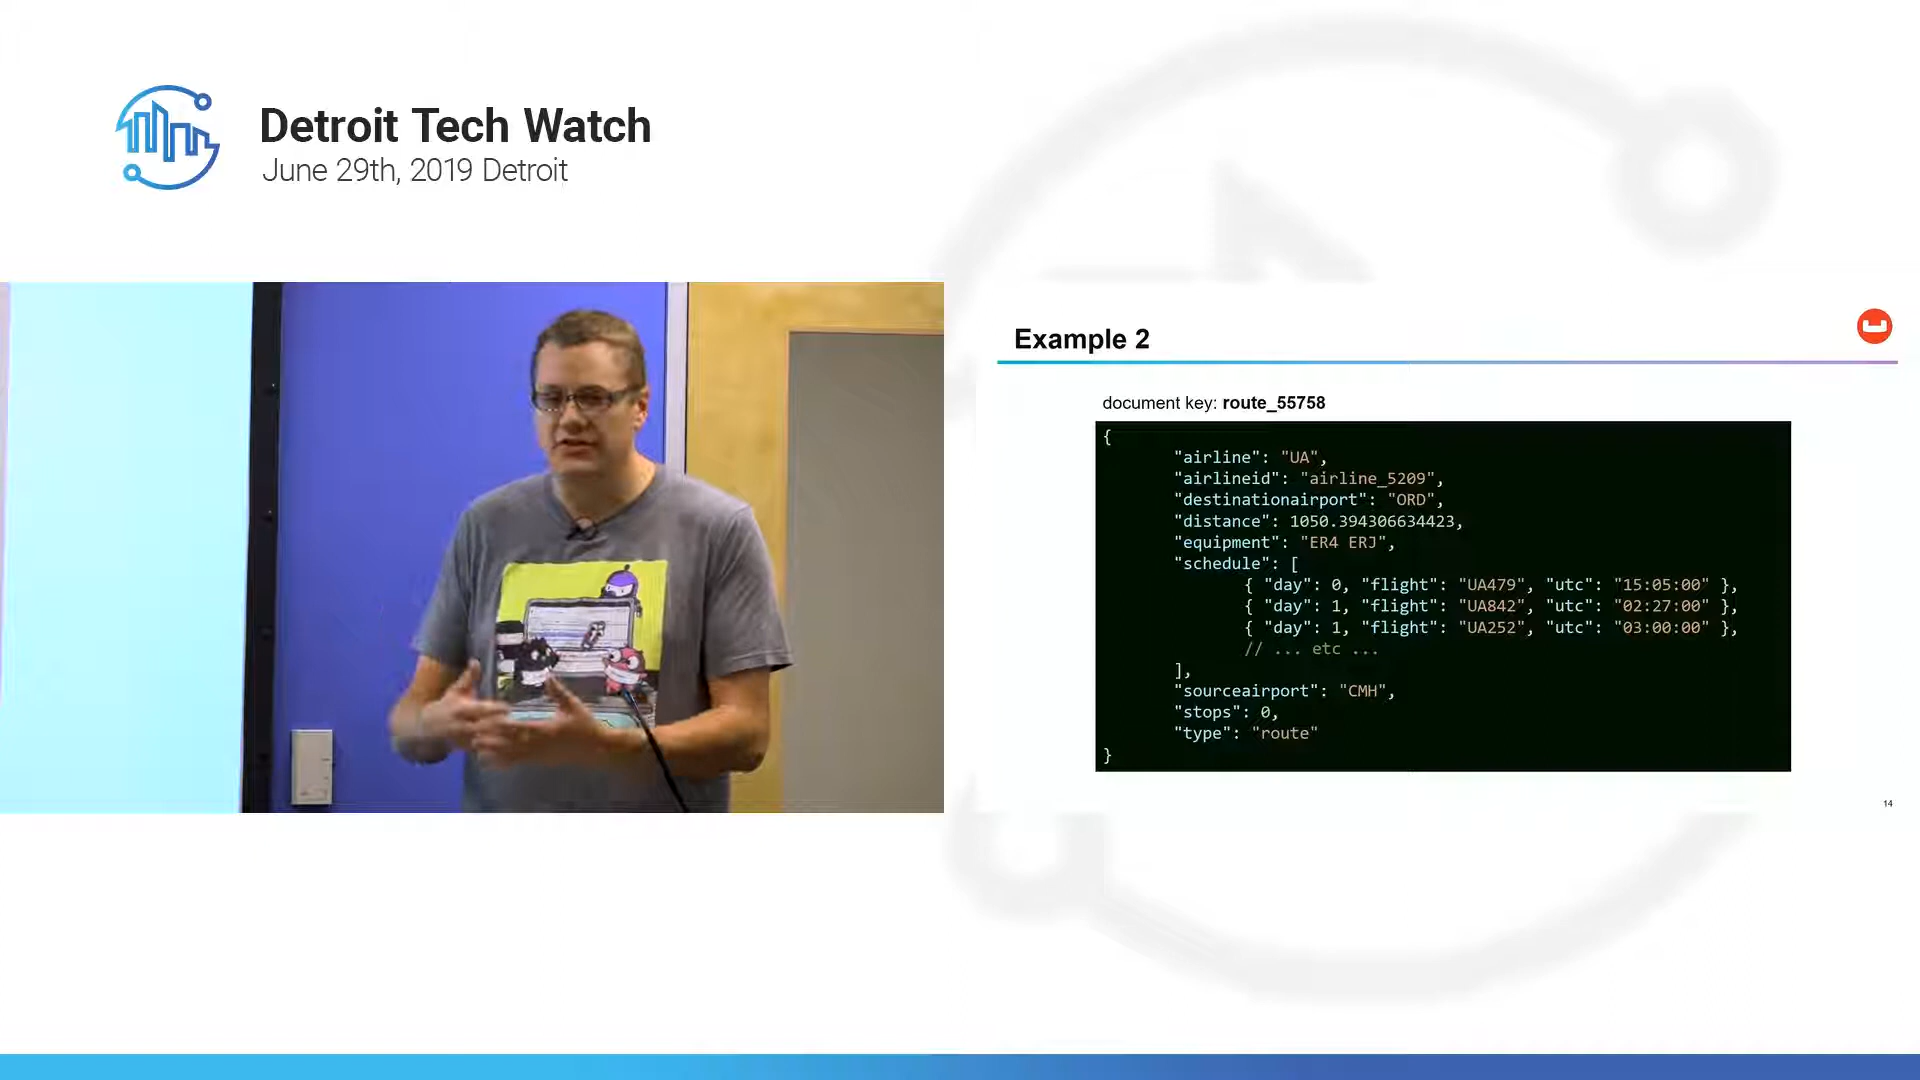 Detroit Tech Watch
June 29th, 2019 Detroit
Example 2
document key: route_55758
{
"airline": "UA",
"airlineid": "airline_5209",
"destinationairport": "ORD",
"distance": 1050.394306634423,
"equipment": "ER4 ERJ",
"schedule": [
{ "day": 0, "flight": "UA479", "utc": "15:05:00" },
{ "day": 1, "flight": "UA842", "utc": "02:27:00" },
{ "day": 1, "flight": "UA252", "utc": "03:00:00" },
// ... etc ...
],
"sourceairport": "CMH",
"stops": 0,
"type": "route"
}
14